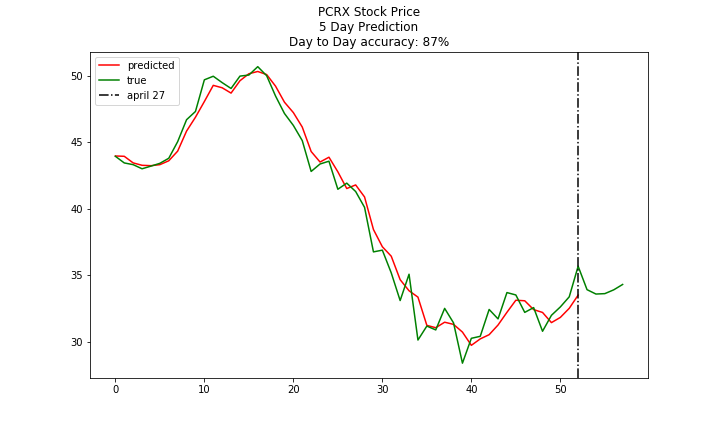 PCRX Stock Price
5 Day Prediction
Day to Day accuracy: 87%
predicted
true
april 27
50
45
40
35
30
0 10 20 30 40 50